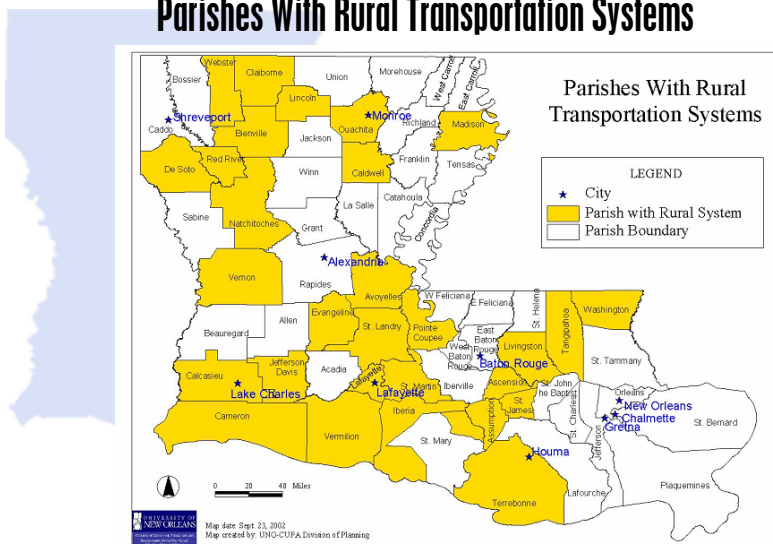 Parishes With Rural Transportation Systems
Parishes With Rural
Transportation Systems
LEGEND
City
Parish with Rural System
Parish Boundary
Webster
Bossier
Claiborne
Union
Morehouse
West Carroll
East Carroll
Lincoln
Shreveport
Caddo
Monroe
Ouachita
Richland
Madison
Bienville
Jackson
De Soto
Red River
Caldwell
Franklin
Tensas
Winn
Sabine
Natchitoches
La Salle
Catahoula
Concordia
Grant
Alexandria
Vernon
Rapides
Avoyelles
W Feliciana
E Feliciana
St. Helena
Tangipahoa
Washington
Beauregard
Allen
Evangeline
St. Landry
Pointe
Coupee
East
Baton
Rouge
West
Baton
Rouge
Baton Rouge
Livingston
St. Tammany
Calcasieu
Jefferson
Davis
Acadia
Lafayette
St. Martin
Iberville
Ascension
St. John
he Baptist
Lake Charles
Lafayette
Orleans
New Orleans
Chalmette
Gretna
St. Bernard
Cameron
Vermilion
Iberia
St. Mary
Assumption
St.
James
St. Charles
Jefferson
Houma
Terrebonne
Lafourche
Plaquemines
0 20 40 Miles
UNIVERSITY OF
NEW ORLEANS
Map date: Sept. 23, 2002
Map created by: UNO-CUPA Division of Planning